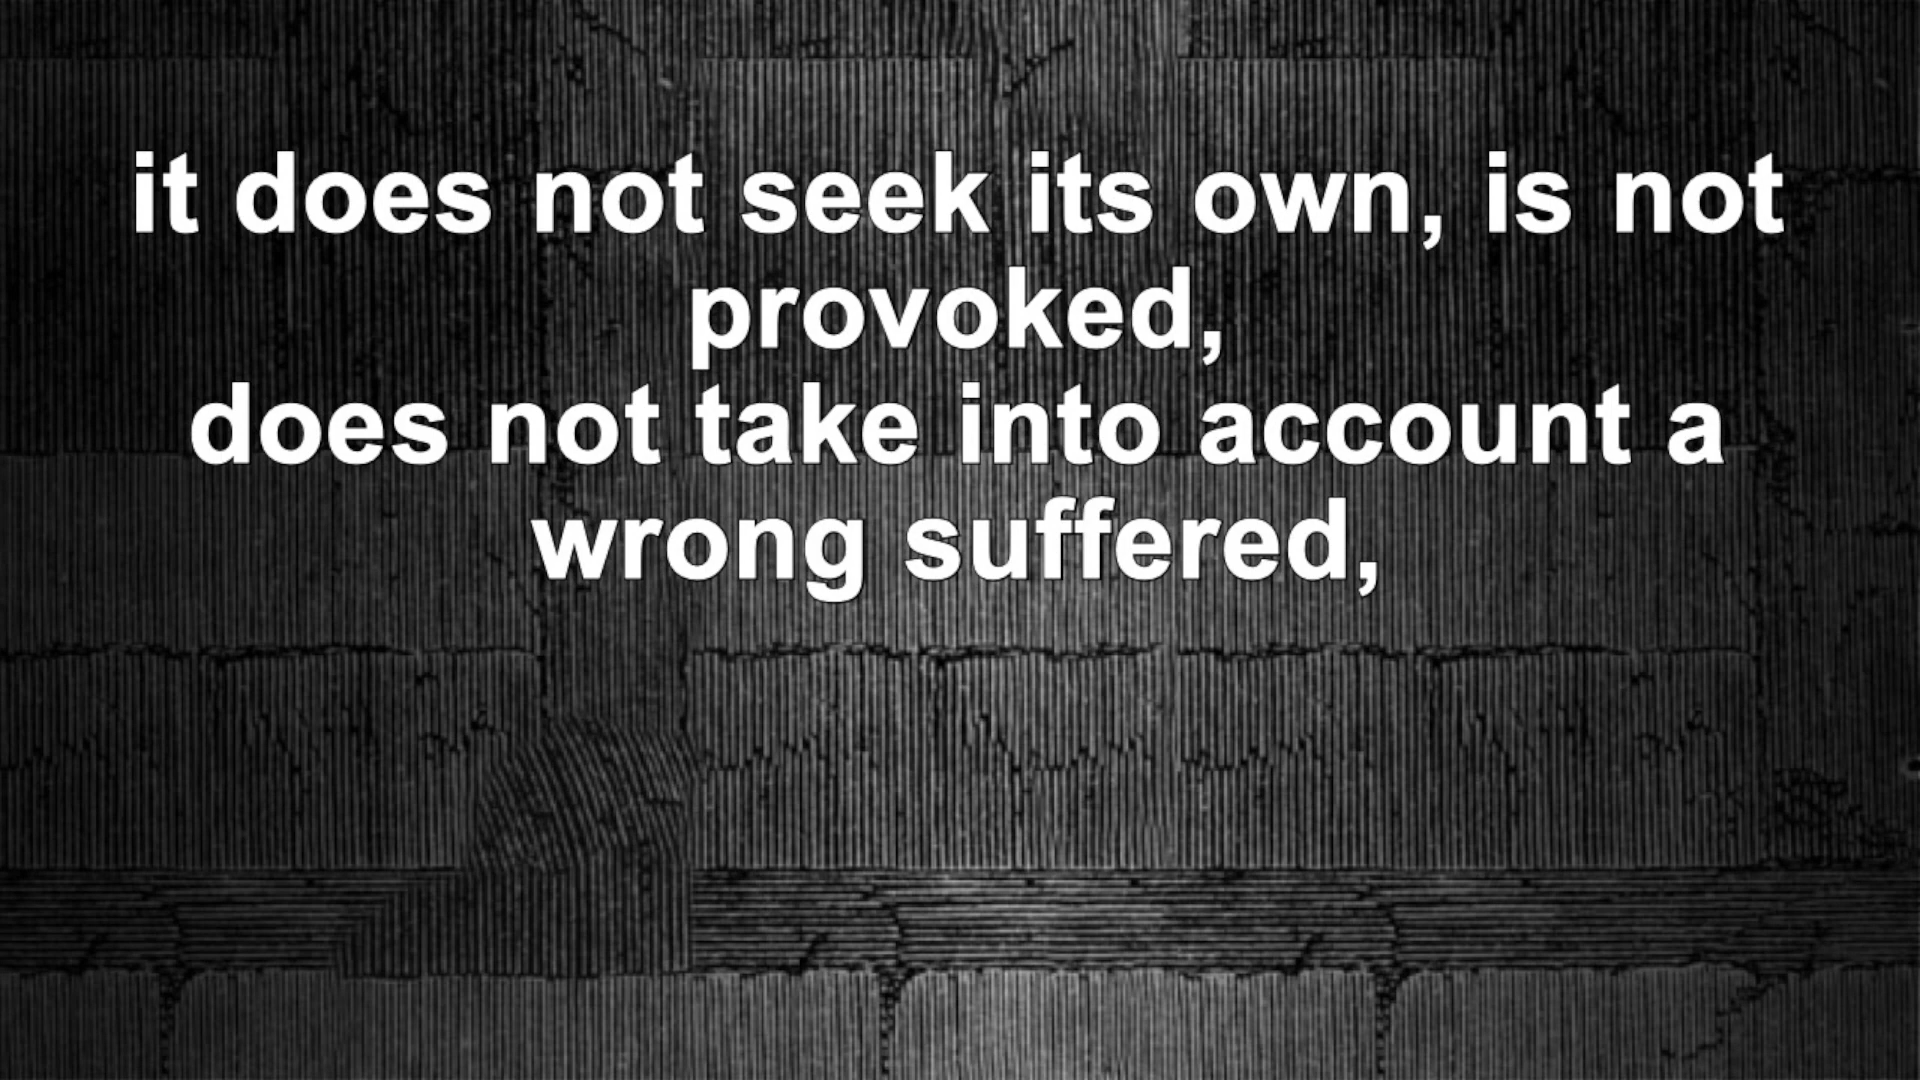 it does not seek its own, is not
provoked,
does not take into account a
wrong suffered,